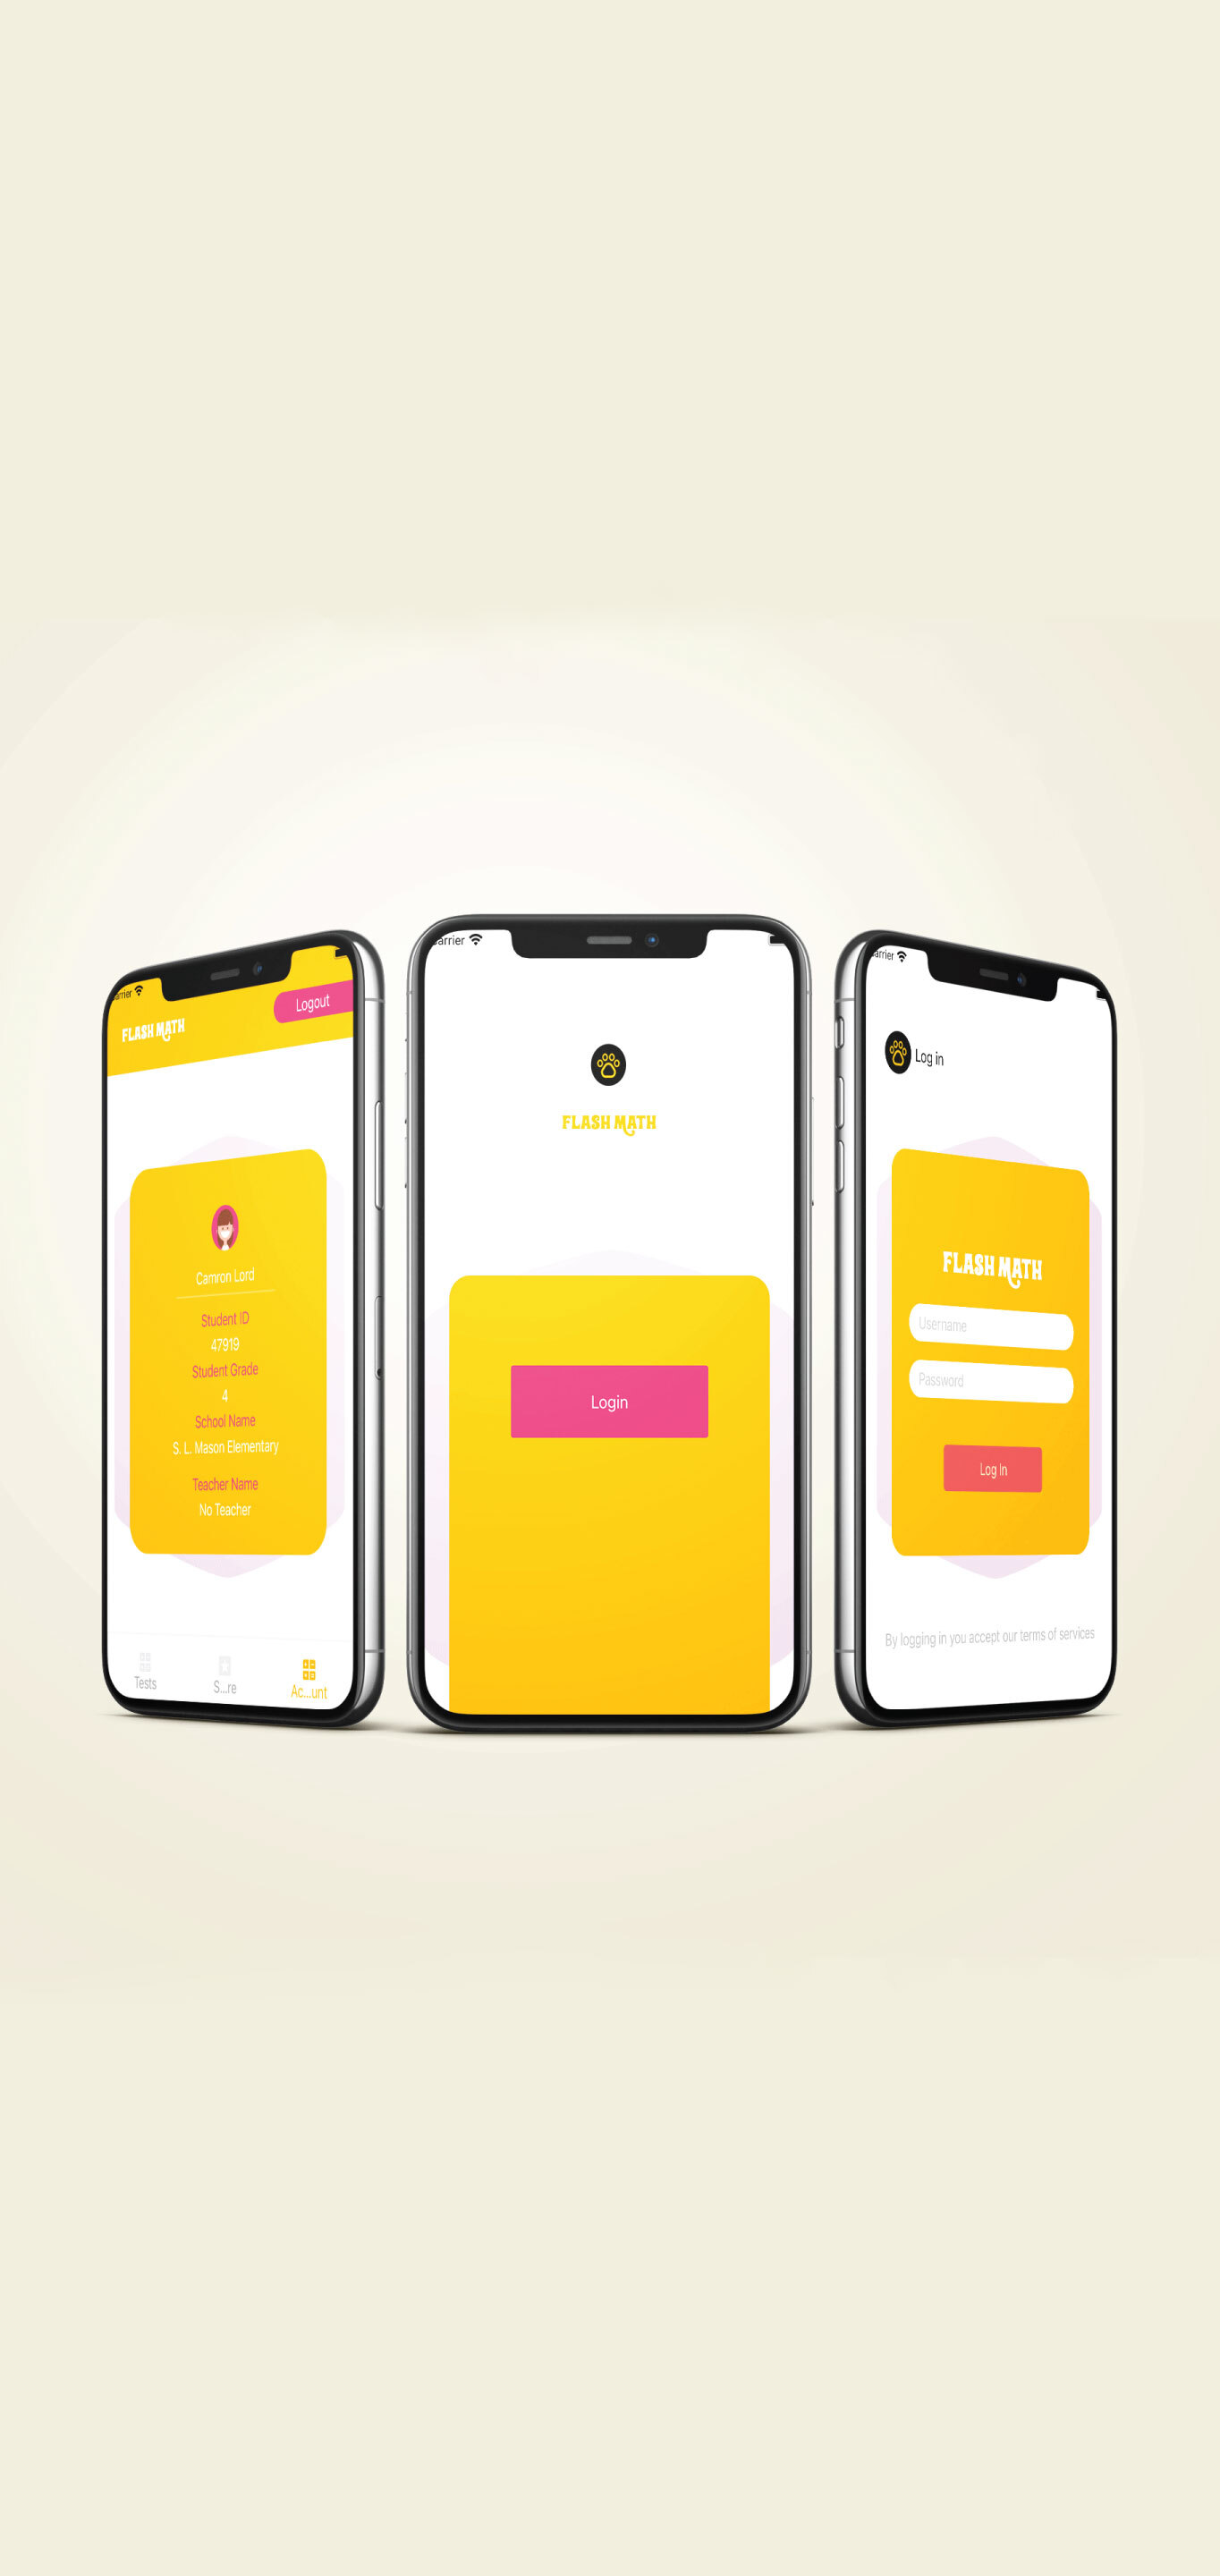 arrier
FLASH MATH
Logout
Camron Lord
Student ID
47919
Student Grade
4
School Name
S. L. Mason Elementary
Teacher Name
No Teacher
Tests
S...re
Ac...unt
arrier
FLASH MATH
Login
arrier
Log in
FLASH MATH
Username
Password
Log In
By logging in you accept our terms of services